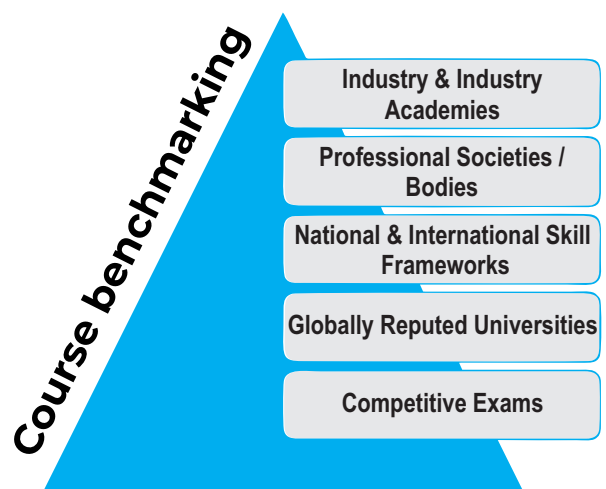 Course benchmarking
Industry & Industry
Academies
Professional Societies /
Bodies
National & International Skill
Frameworks
Globally Reputed Universities
Competitive Exams